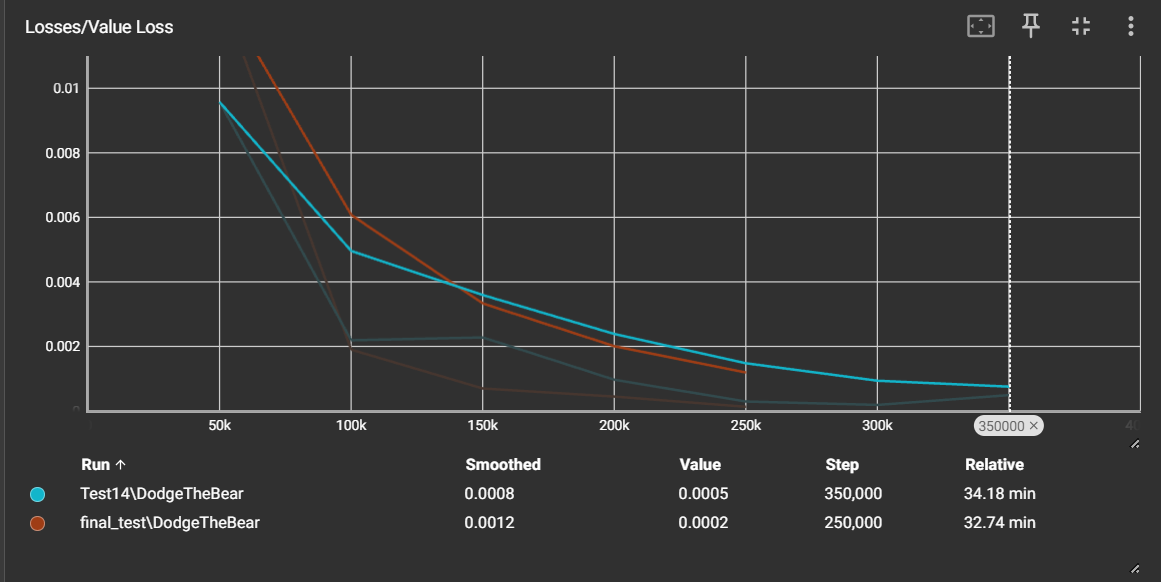 Losses/Value Loss
0.01
0.008
0.006
0.004
0.002
0
50k 100k 150k 200k 250k 300k 350000 ×
Run ↑ Smoothed Value Step Relative
Test14\DodgeTheBear 0.0008 0.0005 350,000 34.18 min
final_test\DodgeTheBear 0.0012 0.0002 250,000 32.74 min